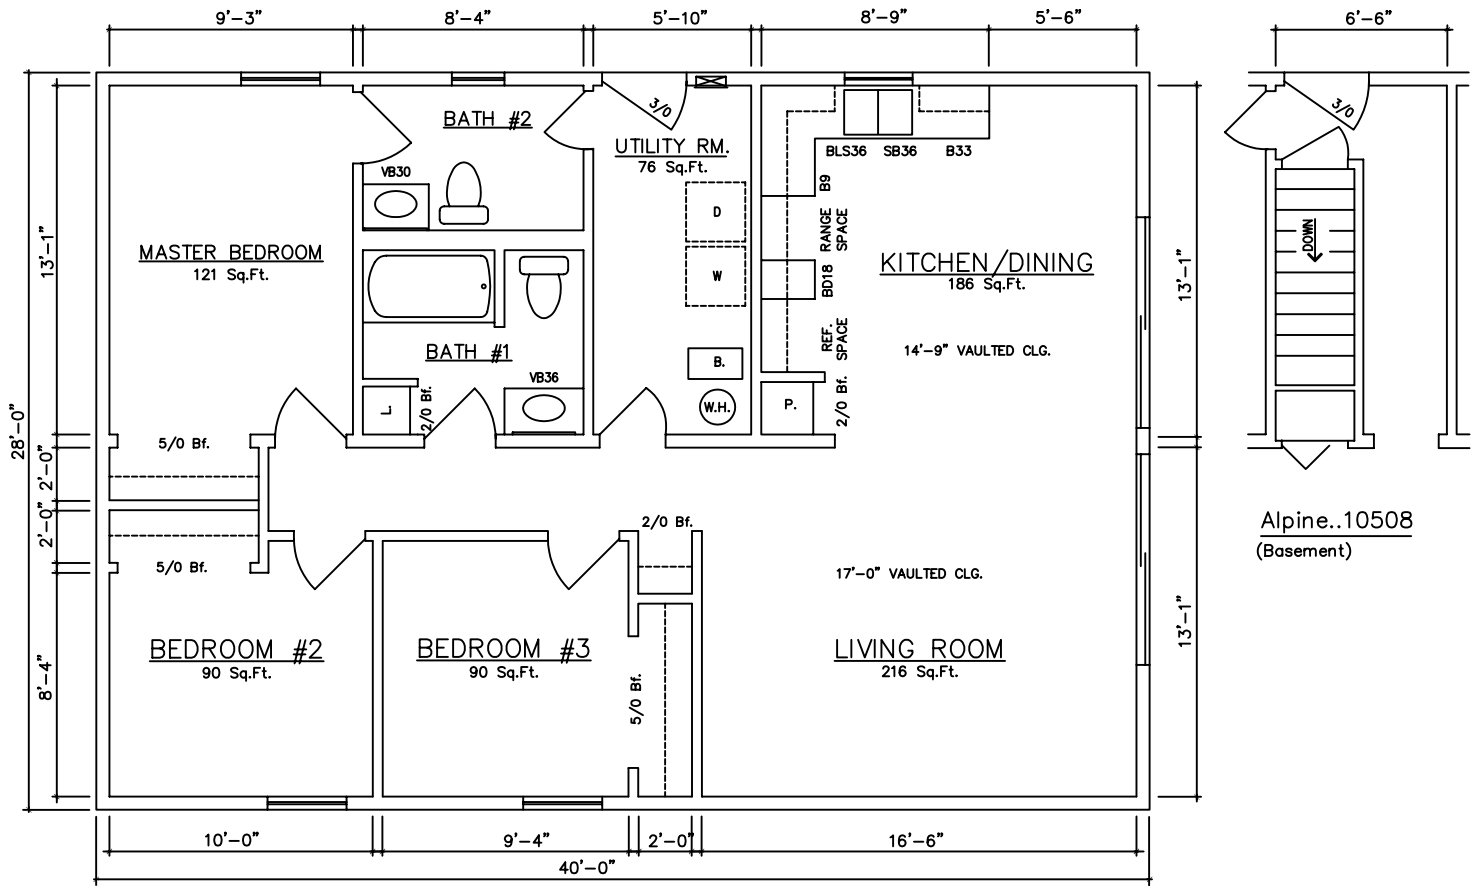 9'-3"
8'-4"
5'-10"
8'-9"
5'-6"
6'-6"
3/0
3/0
BATH #2
UTILITY RM.
76 Sq.Ft.
BLS36
SB36
B33
VB30
B9
D
RANGE
SPACE
DOWN
MASTER BEDROOM
121 Sq.Ft.
13'-1"
KITCHEN/DINING
186 Sq.Ft.
13'-1"
W
BD18
REF.
SPACE
14'-9" VAULTED CLG.
BATH #1
B.
VB36
L.
2/0 Bf.
W.H.
P.
2/0 Bf.
28'-0"
5/0 Bf.
2'-0"
2'-0"
2/0 Bf.
Alpine..10508
(Basement)
5/0 Bf.
17'-0" VAULTED CLG.
13'-1"
BEDROOM #2
90 Sq.Ft.
BEDROOM #3
90 Sq.Ft.
LIVING ROOM
216 Sq.Ft.
8'-4"
5/0 Bf.
10'-0"
9'-4"
2'-0"
16'-6"
40'-0"